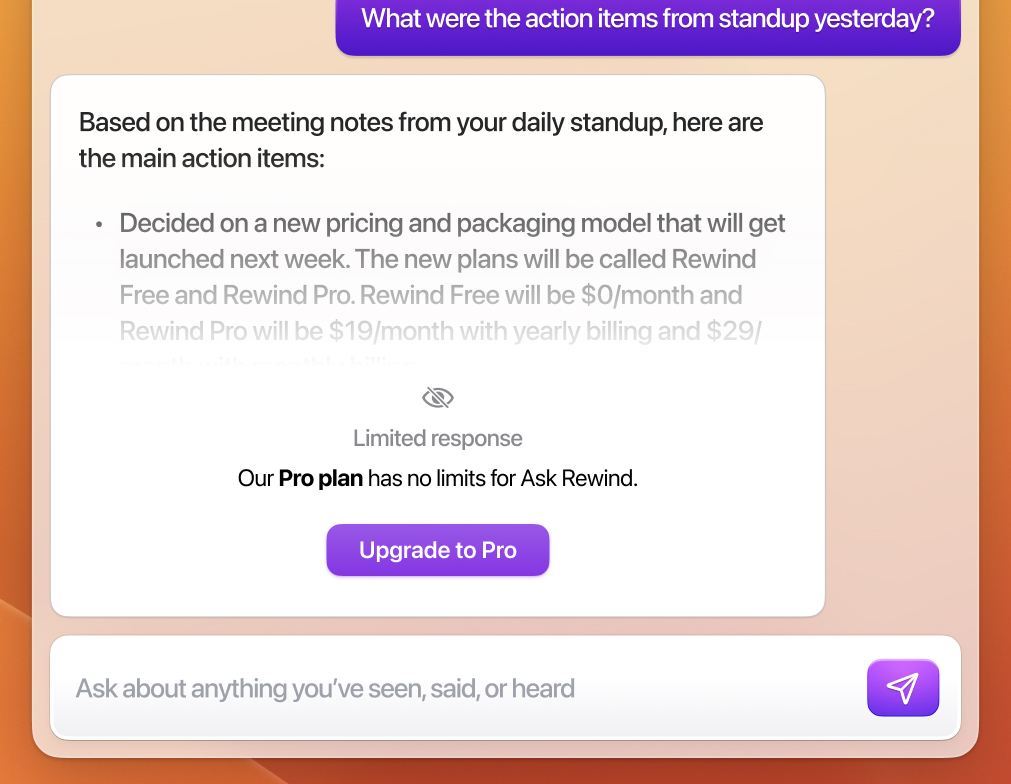 What were the action items from standup yesterday?
Based on the meeting notes from your daily standup, here are
the main action items:
• Decided on a new pricing and packaging model that will get
launched next week. The new plans will be called Rewind
Free and Rewind Pro. Rewind Free will be $0/month and
Rewind Pro will be $19/month with yearly billing and $29/
month with monthly billing.
Limited response
Our Pro plan has no limits for Ask Rewind.
Upgrade to Pro
Ask about anything you’ve seen, said, or heard